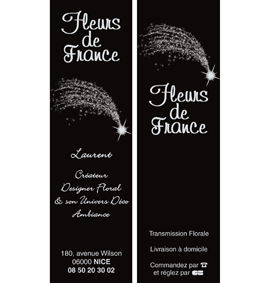 Fleurs
de
France
Laurent
Créateur
Designer Floral
& son Univers Déco
Ambiance
180, avenue Wilson
06000 NICE
08 50 20 30 02
Fleurs
de
France
Transmission Florale
Livraison à domicile
Commandez par ☎
et réglez par